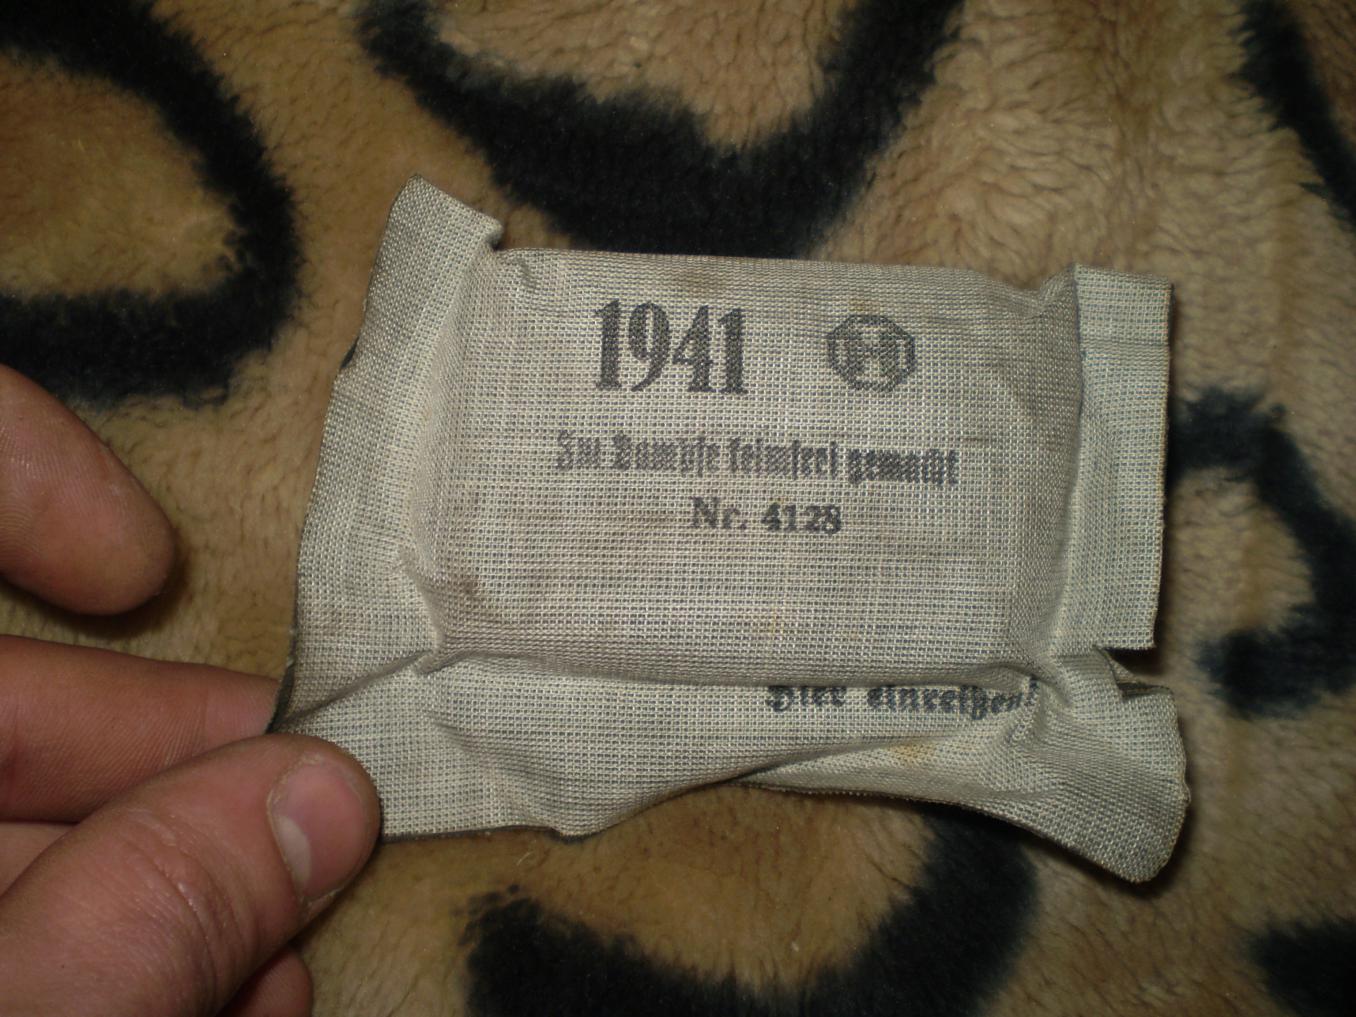 1941 H
Im Dampfe keimfrei gemacht
Nr. 4128
Hier einreißen!